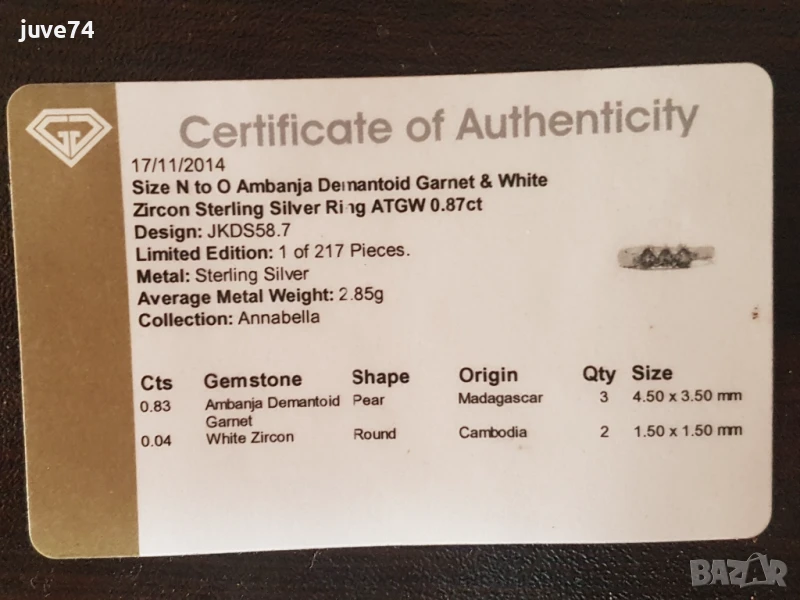 juve74
Certificate of Authenticity
17/11/2014
Size N to O Ambanja Demantoid Garnet & White
Zircon Sterling Silver Ring ATGW 0.87ct
Design: JKDS58.7
Limited Edition: 1 of 217 Pieces.
Metal: Sterling Silver
Average Metal Weight: 2.85g
Collection: Annabella
Cts Gemstone Shape Origin Qty Size
0.83 Ambanja Demantoid Pear Madagascar 3 4.50 x 3.50 mm
Garnet
0.04 White Zircon Round Cambodia 2 1.50 x 1.50 mm
BAZAR